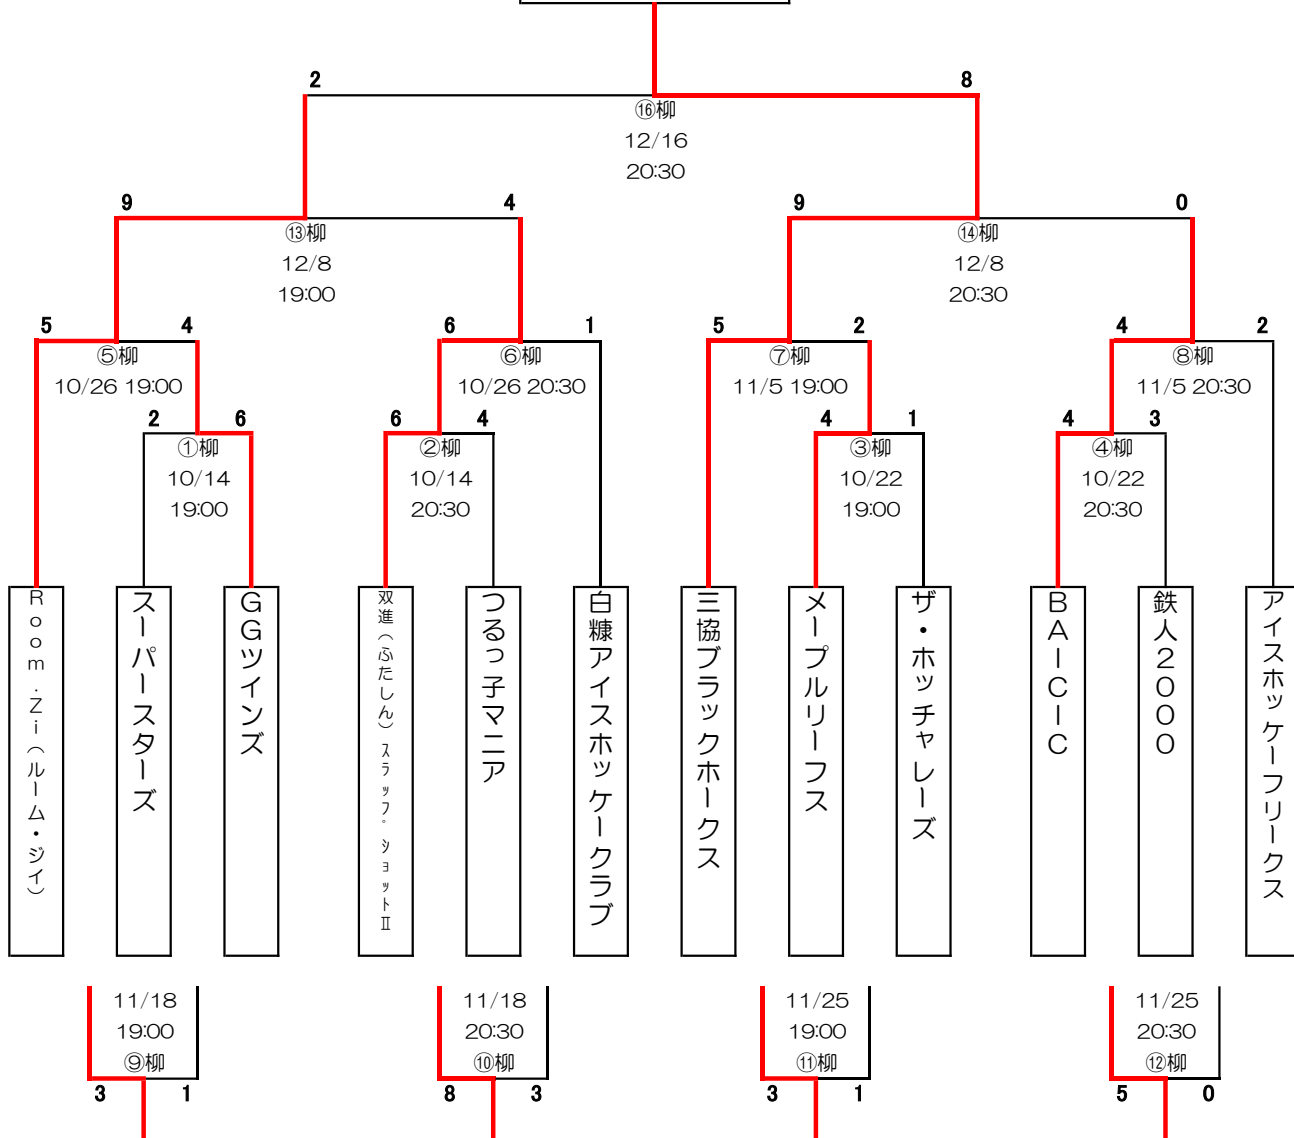 2 8
⑯柳
12/16
20:30
9 4 9 0
⑬柳 ⑭柳
12/8 12/8
19:00 20:30
5 4 6 1 5 2 4 2
⑤柳 ⑥柳 ⑦柳 ⑧柳
10/26 19:00 10/26 20:30 11/5 19:00 11/5 20:30
2 6 6 4 4 1 4 3
①柳 ②柳 ③柳 ④柳
10/14 10/14 10/22 10/22
19:00 20:30 19:00 20:30
Room.Zi（ルーム・ジイ）
スーパースターズ
GGツインズ
双進（ふたしん）ｽﾗｯﾌﾟｼｮｯﾄⅡ
つるっ子マニア
白糠アイスホッケークラブ
三協ブラックホークス
メープルリーフス
ザ・ホッチャレーズ
BAICIC
鉄人2000
アイスホッケーフリークス
11/18 11/18 11/25 11/25
19:00 20:30 19:00 20:30
⑨柳 ⑩柳 ⑪柳 ⑫柳
3 1 8 3 3 1 5 0